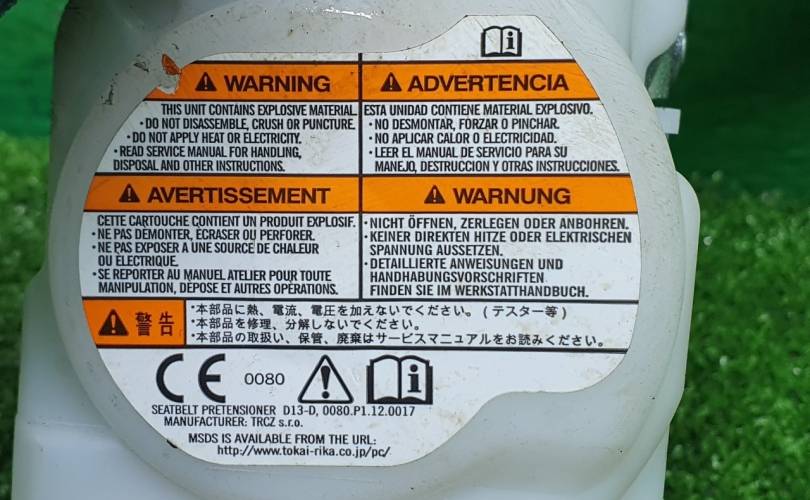 WARNING
THIS UNIT CONTAINS EXPLOSIVE MATERIAL.
• DO NOT DISASSEMBLE, CRUSH OR PUNCTURE.
• DO NOT APPLY HEAT OR ELECTRICITY.
• READ SERVICE MANUAL FOR HANDLING,
DISPOSAL AND OTHER INSTRUCTIONS.
ADVERTENCIA
ESTA UNIDAD CONTIENE MATERIAL EXPLOSIVO.
• NO DESMONTAR, FORZAR O PINCHAR.
• NO APLICAR CALOR O ELECTRICIDAD.
• LEER EL MANUAL DE SERVICIO PARA SU
MANEJO, DESTRUCCION Y OTRAS INSTRUCCIONES.
AVERTISSEMENT
CETTE CARTOUCHE CONTIENT UN PRODUIT EXPLOSIF.
• NE PAS DEMONTER, ÉCRASER OU PERFORER.
• NE PAS EXPOSER A UNE SOURCE DE CHALEUR
OU ÉLECTRIQUE.
• SE REPORTER AU MANUEL ATELIER POUR TOUTE
MANIPULATION, DÉPOSE ET AUTRES OPÉRATIONS.
WARNUNG
• NICHT ÖFFNEN, ZERLEGEN ODER ANBOHREN.
• KEINER DIREKTEN HITZE ODER ELEKTRISCHEN
SPANNUNG AUSSETZEN.
• DETAILLIERTE ANWEISUNGEN UND
HANDHABUNGSVORSCHRIFTEN
FINDEN SIE IM WERKSTATTHANDBUCH.
警告
・本部品に熱、電流、電圧を加えないでください。(テスター等)
・本部品を修理、分解しないでください。
・本部品の取扱い、保管、廃棄はサービスマニュアルをお読みください。
CE 0080
SEATBELT PRETENSIONER D13-D, 0080.P1.12.0017
MANUFACTURER: TRCZ s.r.o.
MSDS IS AVAILABLE FROM THE URL:
http://www.tokai-rika.co.jp/pc/